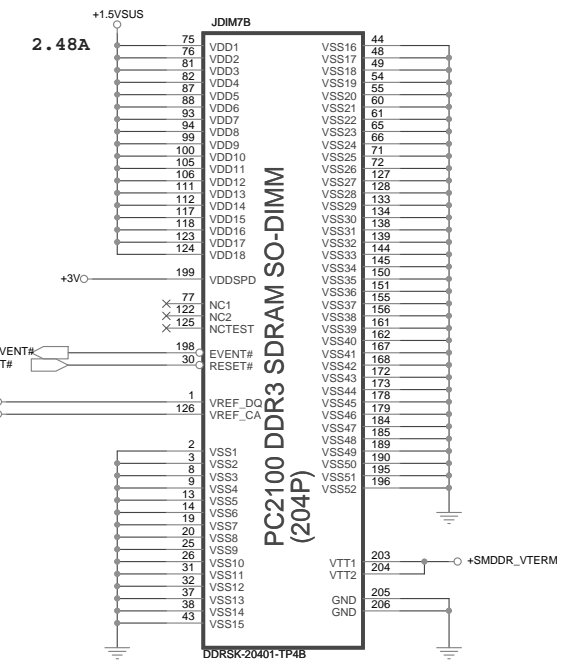 +1.5VSUS
JDIM7B
2.48A
75 VDD1
76 VDD2
81 VDD3
82 VDD4
87 VDD5
88 VDD6
93 VDD7
94 VDD8
99 VDD9
100 VDD10
105 VDD11
106 VDD12
111 VDD13
112 VDD14
117 VDD15
118 VDD16
123 VDD17
124 VDD18
+3V
199 VDDSPD
77 NC1
122 NC2
125 NCTEST
VENT# 198 EVENT#
T# 30 RESET#
1 VREF_DQ
126 VREF_CA
2 VSS1
3 VSS2
8 VSS3
9 VSS4
13 VSS5
14 VSS6
19 VSS7
20 VSS8
25 VSS9
26 VSS10
31 VSS11
32 VSS12
37 VSS13
38 VSS14
43 VSS15
PC2100 DDR3 SDRAM SO-DIMM
(204P)
VSS16 44
VSS17 48
VSS18 49
VSS19 54
VSS20 55
VSS21 60
VSS22 61
VSS23 65
VSS24 66
VSS25 71
VSS26 72
VSS27 127
VSS28 128
VSS29 133
VSS30 134
VSS31 138
VSS32 139
VSS33 144
VSS34 145
VSS35 150
VSS36 151
VSS37 155
VSS38 156
VSS39 161
VSS40 162
VSS41 167
VSS42 168
VSS43 172
VSS44 173
VSS45 178
VSS46 179
VSS47 184
VSS48 185
VSS49 189
VSS50 190
VSS51 195
VSS52 196
VTT1 203
VTT2 204
+SMDDR_VTERM
GND 205
GND 206
DDRSK-20401-TP4B